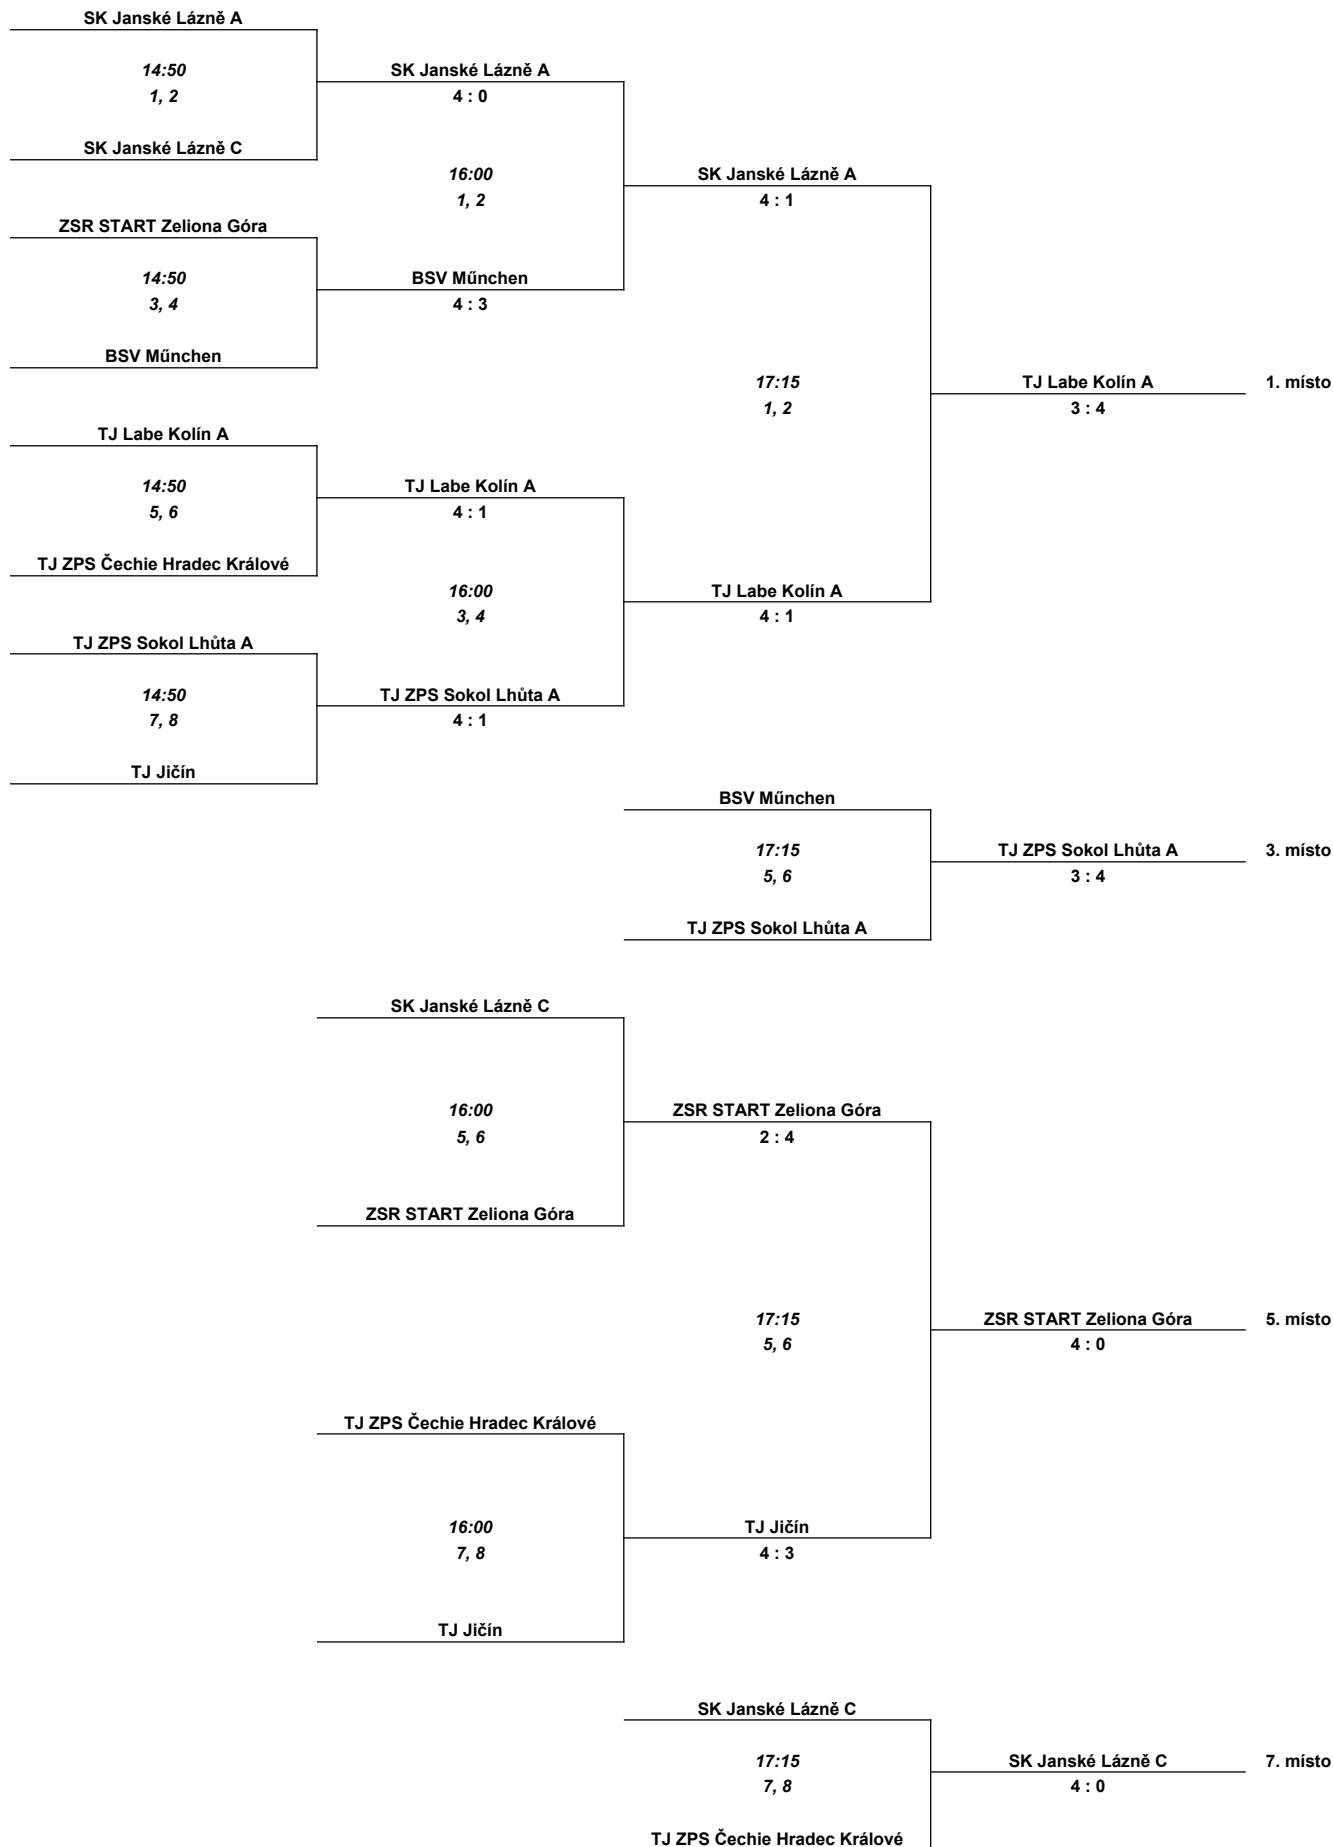 SK Janské Lázně A
14:50
SK Janské Lázně A
1, 2
4 : 0
SK Janské Lázně C
16:00
SK Janské Lázně A
1, 2
4 : 1
ZSR START Zeliona Góra
14:50
BSV Műnchen
3, 4
4 : 3
BSV Műnchen
17:15
TJ Labe Kolín A
1. místo
1, 2
3 : 4
TJ Labe Kolín A
14:50
TJ Labe Kolín A
5, 6
4 : 1
TJ ZPS Čechie Hradec Králové
16:00
TJ Labe Kolín A
3, 4
4 : 1
TJ ZPS Sokol Lhůta A
14:50
TJ ZPS Sokol Lhůta A
7, 8
4 : 1
TJ Jičín
BSV Műnchen
17:15
TJ ZPS Sokol Lhůta A
3. místo
5, 6
3 : 4
TJ ZPS Sokol Lhůta A
SK Janské Lázně C
16:00
ZSR START Zeliona Góra
5, 6
2 : 4
ZSR START Zeliona Góra
17:15
ZSR START Zeliona Góra
5. místo
5, 6
4 : 0
TJ ZPS Čechie Hradec Králové
16:00
TJ Jičín
7, 8
4 : 3
TJ Jičín
SK Janské Lázně C
17:15
SK Janské Lázně C
7. místo
7, 8
4 : 0
TJ ZPS Čechie Hradec Králové